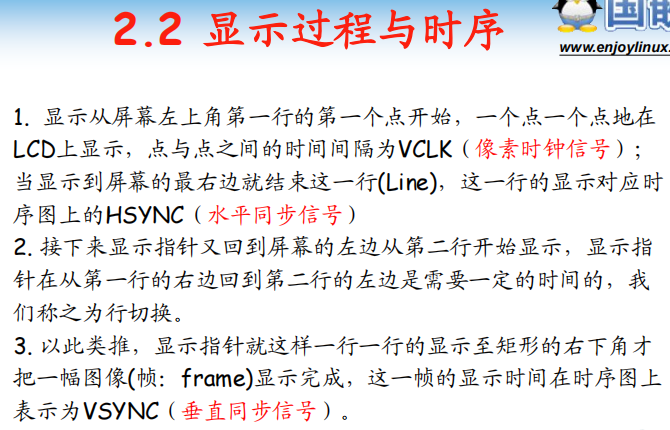 2.2 显示过程与时序
国嵌
www.enjoylinux.
1. 显示从屏幕左上角第一行的第一个点开始，一个点一个点地在
LCD上显示，点与点之间的时间间隔为VCLK（像素时钟信号）；
当显示到屏幕的最右边就结束这一行(Line)，这一行的显示对应时
序图上的HSYNC（水平同步信号）
2. 接下来显示指针又回到屏幕的左边从第二行开始显示，显示指
针在从第一行的右边回到第二行的左边是需要一定的时间的，我
们称之为行切换。
3. 以此类推，显示指针就这样一行一行的显示至矩形的右下角才
把一幅图像(帧：frame)显示完成，这一帧的显示时间在时序图上
表示为VSYNC（垂直同步信号）。